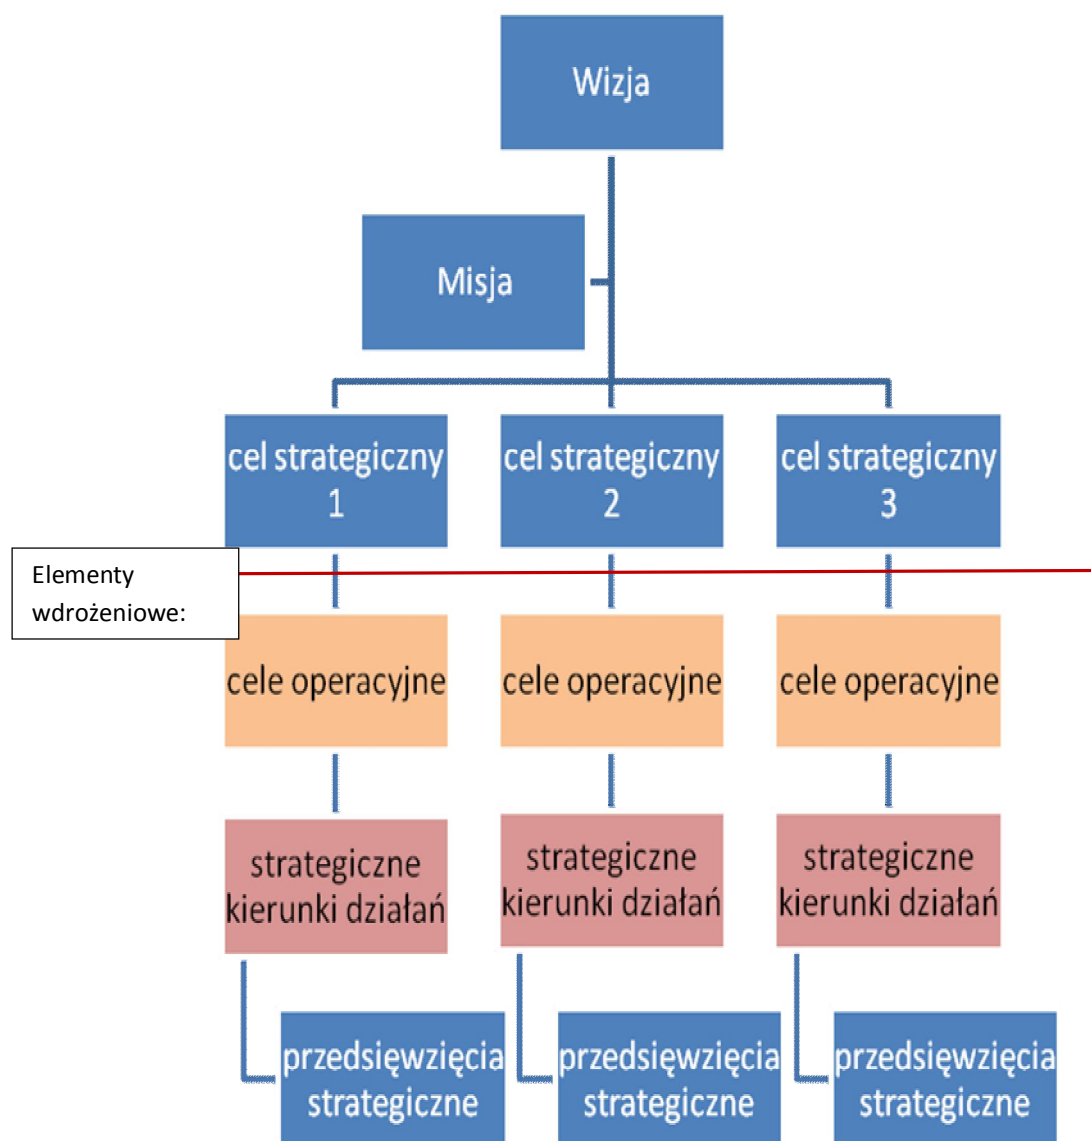 Wizja
Misja
cel strategiczny
1
cel strategiczny
2
cel strategiczny
3
Elementy
wdrożeniowe:
cele operacyjne
cele operacyjne
cele operacyjne
strategiczne
kierunki działań
strategiczne
kierunki działań
strategiczne
kierunki działań
przedsięwzięcia
strategiczne
przedsięwzięcia
strategiczne
przedsięwzięcia
strategiczne